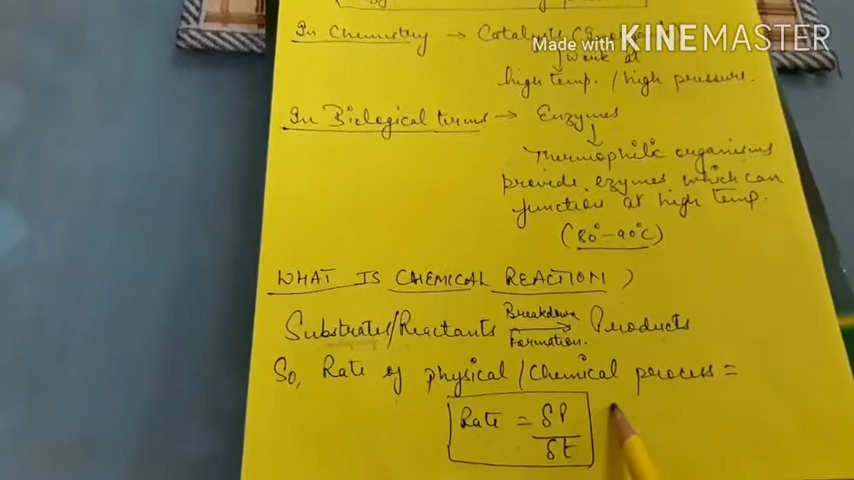 In Chemistry → Catalysts
Made with KINEMASTER
work at
high temp. / high pressure.
In Biological terms → Enzymes
Thermophilic organisms
provide ezymes which can
function at high temp.
(80°-90°C)
WHAT IS CHEMICAL REACTION )
Substrates/Reactants Breakdown Products
Formation.
So, Rate of physical / Chemical process =
Rate = δP
δt